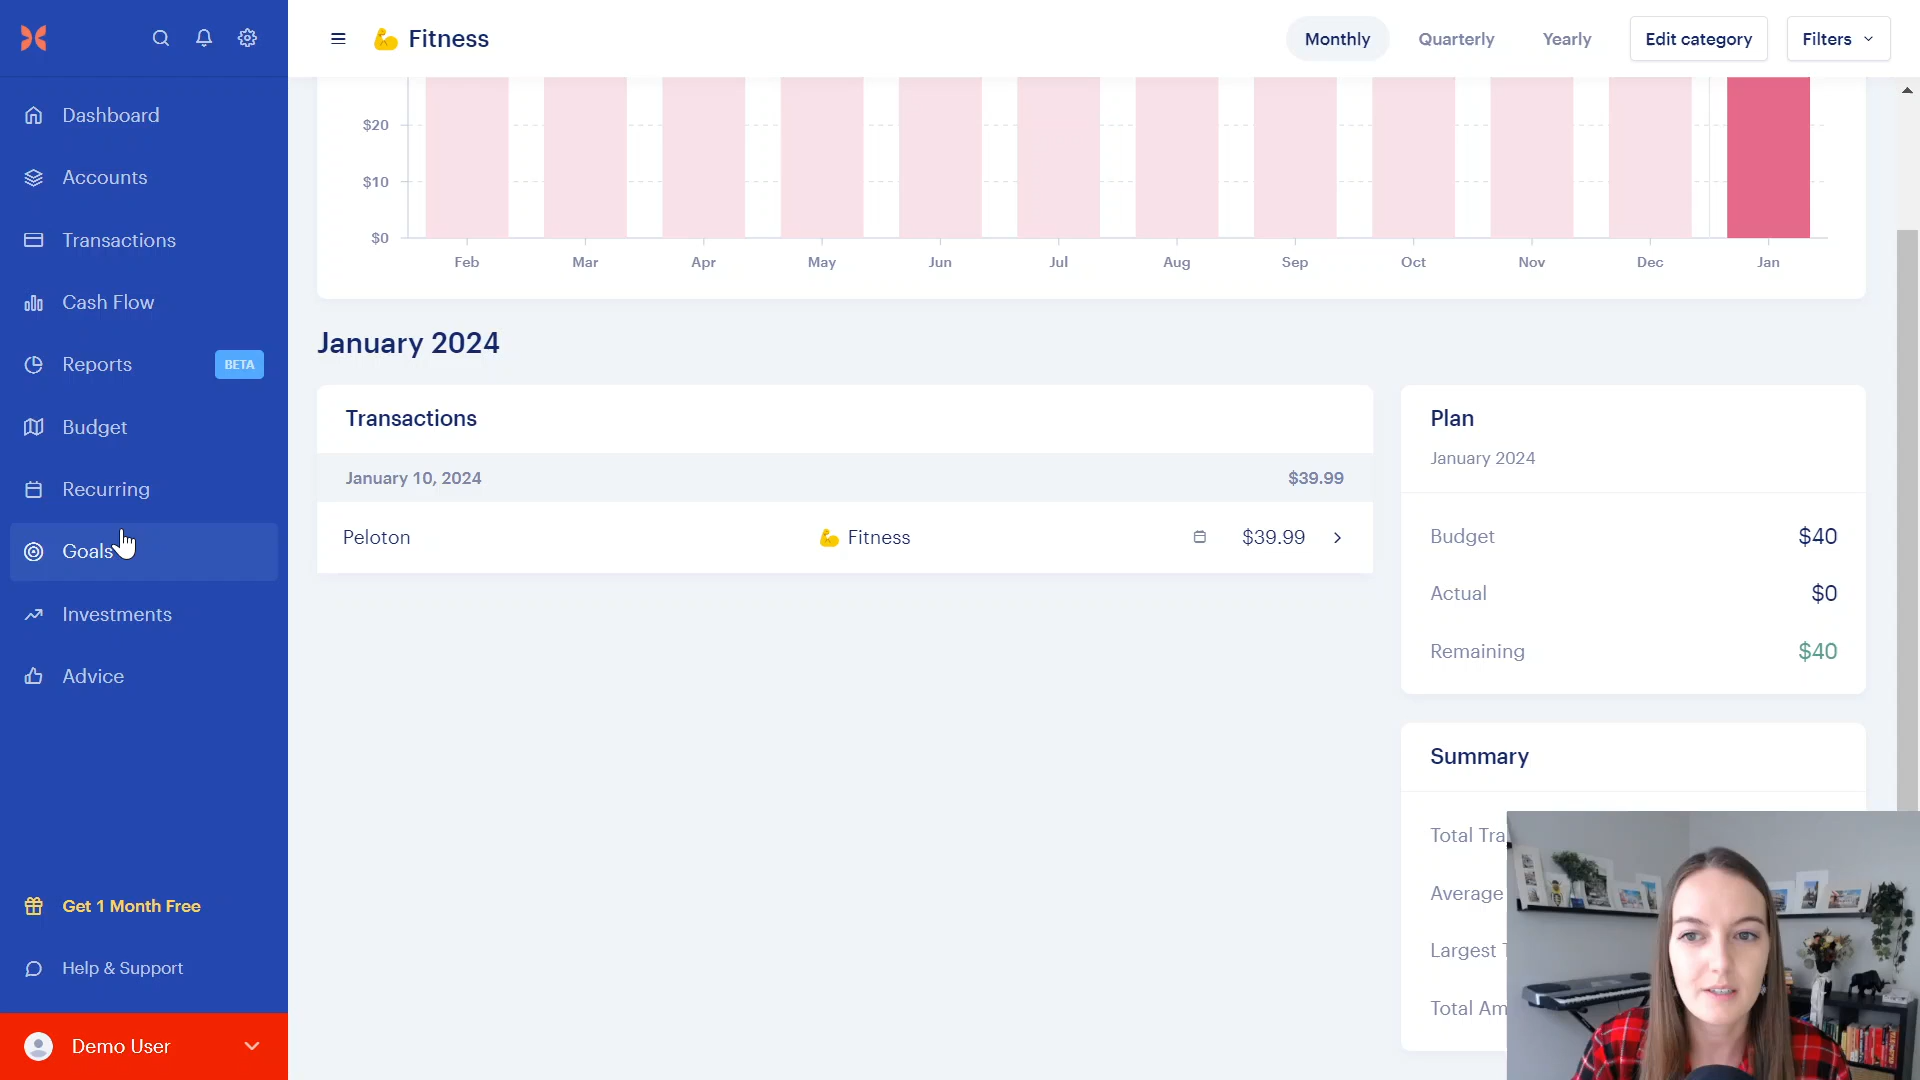 Fitness
Monthly
Quarterly
Yearly
Edit category
Filters
Dashboard
Accounts
Transactions
Cash Flow
Reports
BETA
Budget
Recurring
Goals
Investments
Advice
Get 1 Month Free
Help & Support
Demo User
$20
$10
$0
Feb
Mar
Apr
May
Jun
Jul
Aug
Sep
Oct
Nov
Dec
Jan
January 2024
Transactions
January 10, 2024
$39.99
Peloton
Fitness
$39.99
Plan
January 2024
Budget
$40
Actual
$0
Remaining
$40
Summary
Total
Average
Largest
Total